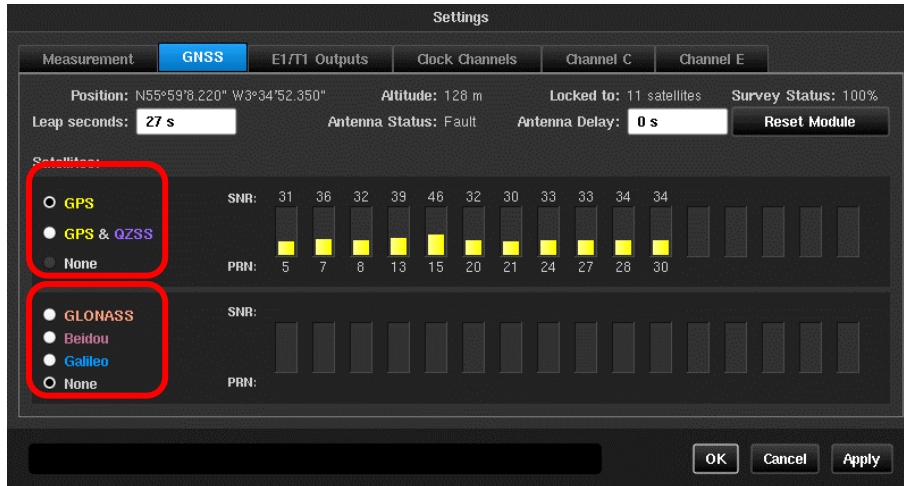 Settings
Measurement GNSS E1/T1 Outputs Clock Channels Channel C Channel E
Position: N55°59'8.220" W3°34'52.350" Altitude: 128 m Locked to: 11 satellites Survey Status: 100%
Leap seconds: 27 s Antenna Status: Fault Antenna Delay: 0 s Reset Module
Satellites:
GPS
GPS & QZSS
None
SNR: 31 36 32 39 46 32 30 33 33 34 34
PRN: 5 7 8 13 15 20 21 24 27 28 30
GLONASS
Beidou
Galileo
None
SNR:
PRN:
OK Cancel Apply